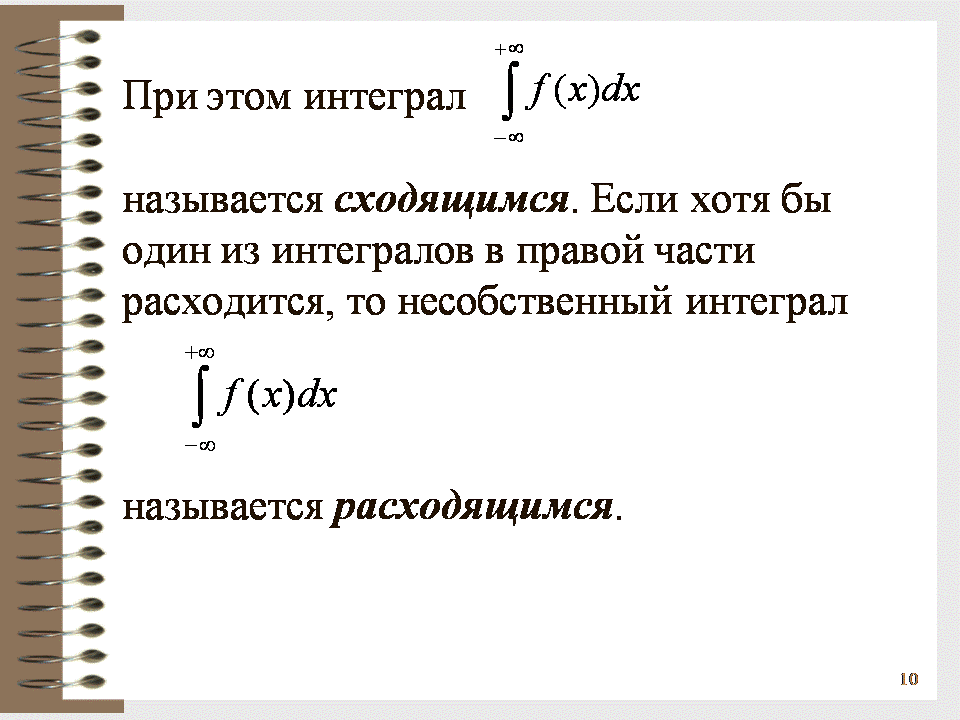 При этом интеграл $\int_{-\infty}^{+\infty} f(x)dx$
называется сходящимся. Если хотя бы
один из интегралов в правой части
расходится, то несобственный интеграл
$\int_{-\infty}^{+\infty} f(x)dx$
называется расходящимся.
10